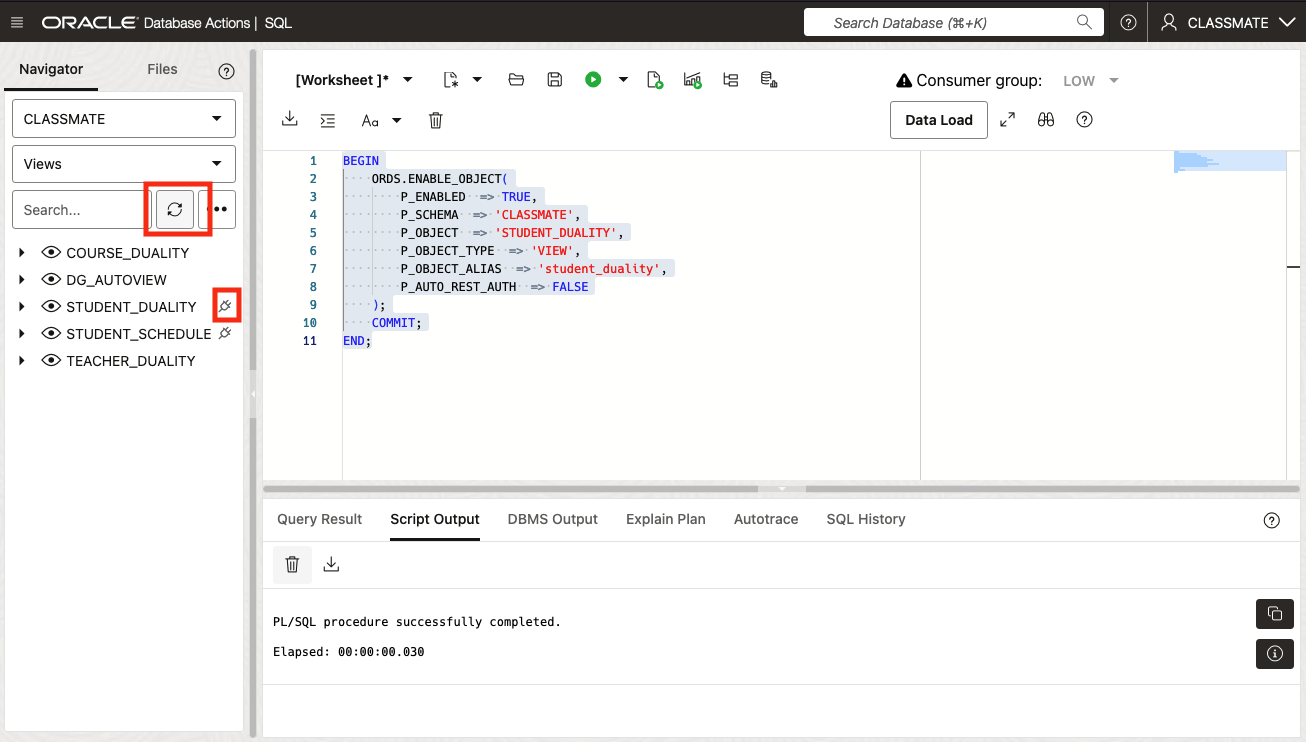 ORACLE Database Actions | SQL
Search Database (⌘+K)
CLASSMATE
Navigator
Files
CLASSMATE
Views
Search...
COURSE_DUALITY
DG_AUTOVIEW
STUDENT_DUALITY
STUDENT_SCHEDULE
TEACHER_DUALITY
[Worksheet ]*
Consumer group: LOW
Aa
Data Load
1 BEGIN
2 ORDS.ENABLE_OBJECT(
3 P_ENABLED => TRUE,
4 P_SCHEMA => 'CLASSMATE',
5 P_OBJECT => 'STUDENT_DUALITY',
6 P_OBJECT_TYPE => 'VIEW',
7 P_OBJECT_ALIAS => 'student_duality',
8 P_AUTO_REST_AUTH => FALSE
9 );
10 COMMIT;
11 END;
Query Result
Script Output
DBMS Output
Explain Plan
Autotrace
SQL History
PL/SQL procedure successfully completed.
Elapsed: 00:00:00.030